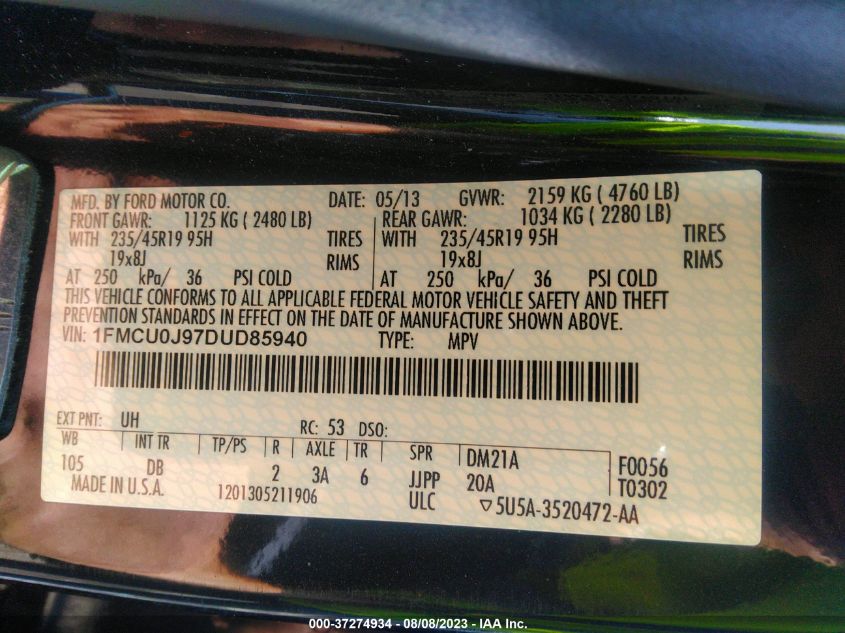 MFD. BY FORD MOTOR CO. DATE: 05/13 GVWR: 2159 KG ( 4760 LB)
FRONT GAWR: 1125 KG ( 2480 LB) REAR GAWR: 1034 KG ( 2280 LB)
WITH 235/45R19 95H TIRES WITH 235/45R19 95H TIRES
19x8J RIMS 19x8J RIMS
AT 250 kPa/ 36 PSI COLD AT 250 kPa/ 36 PSI COLD
THIS VEHICLE CONFORMS TO ALL APPLICABLE FEDERAL MOTOR VEHICLE SAFETY AND THEFT
PREVENTION STANDARDS IN EFFECT ON THE DATE OF MANUFACTURE SHOWN ABOVE.
VIN: 1FMCU0J97DUD85940 TYPE: MPV
EXT PNT: UH RC: 53 DSO:
WB INT TR TP/PS R AXLE TR SPR DM21A F0056
105 DB 2 3A 6 JJPP 20A T0302
MADE IN U.S.A. 1201305211906 ULC ▽5U5A-3520472-AA
000-37274934 - 08/08/2023 - IAA Inc.